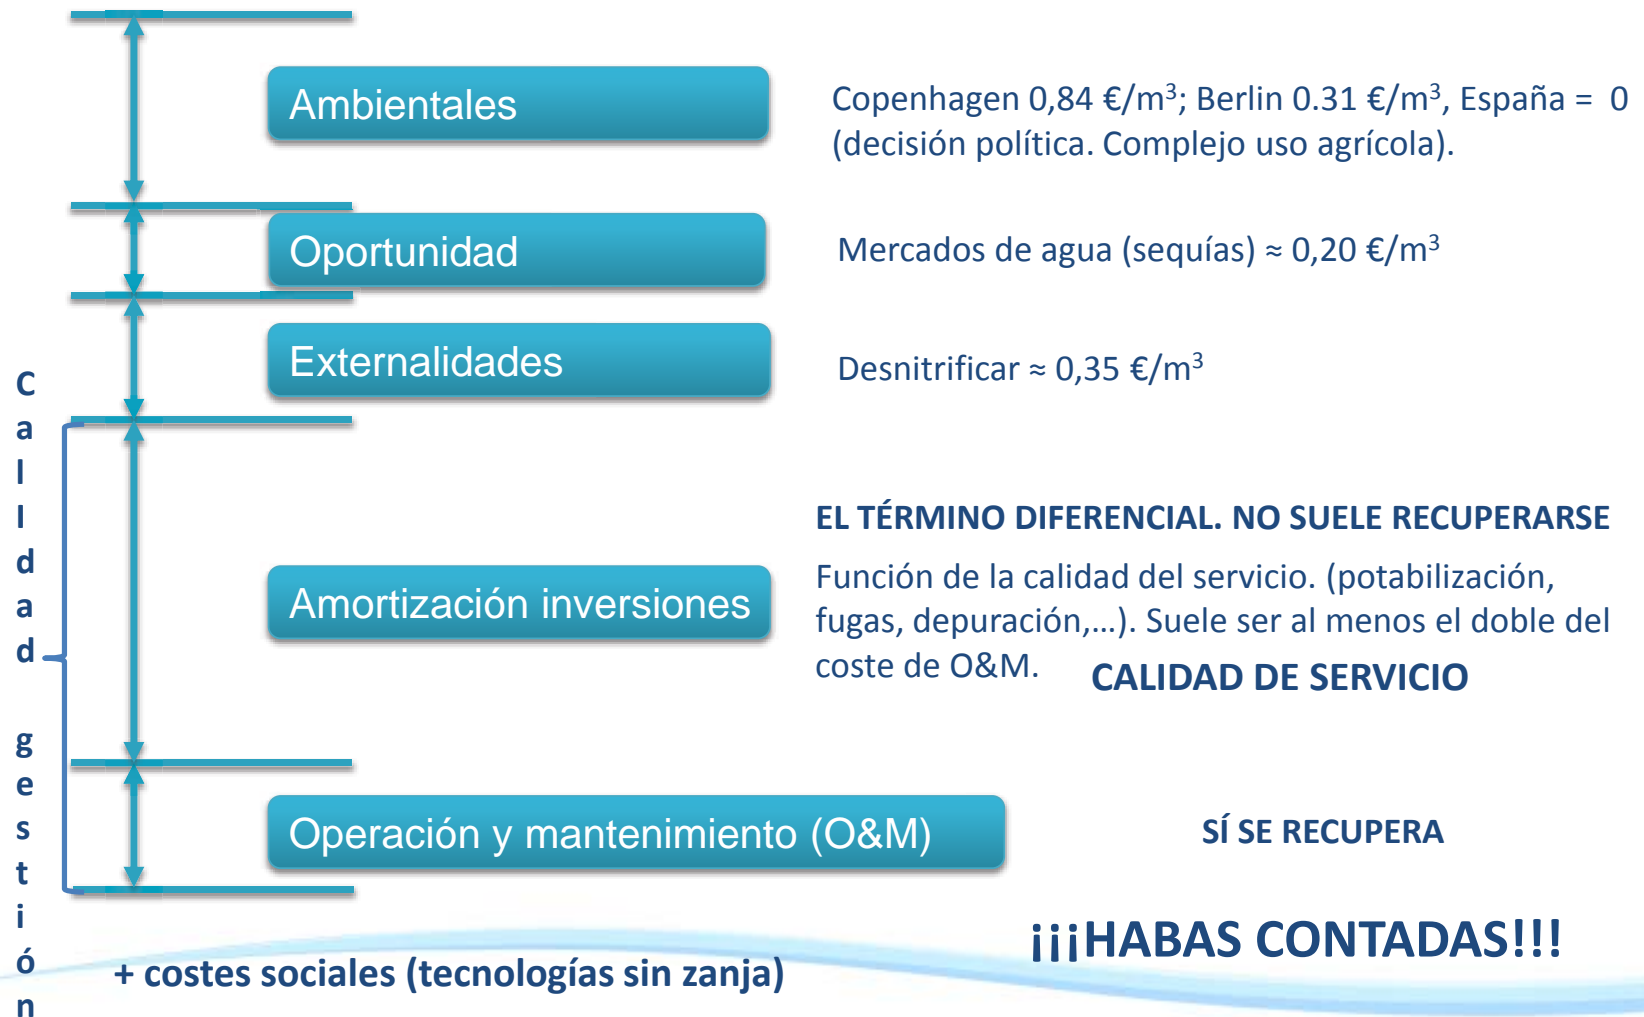 Ambientales
Copenhagen 0,84 €/m³; Berlin 0.31 €/m³, España = 0
(decisión política. Complejo uso agrícola).
Oportunidad
Mercados de agua (sequías) ≈ 0,20 €/m³
Externalidades
Desnitrificar ≈ 0,35 €/m³
CalIdad gestión
EL TÉRMINO DIFERENCIAL. NO SUELE RECUPERARSE
Amortización inversiones
Función de la calidad del servicio. (potabilización,
fugas, depuración,...). Suele ser al menos el doble del
coste de O&M.
CALIDAD DE SERVICIO
Operación y mantenimiento (O&M)
SÍ SE RECUPERA
¡¡¡HABAS CONTADAS!!!
+ costes sociales (tecnologías sin zanja)